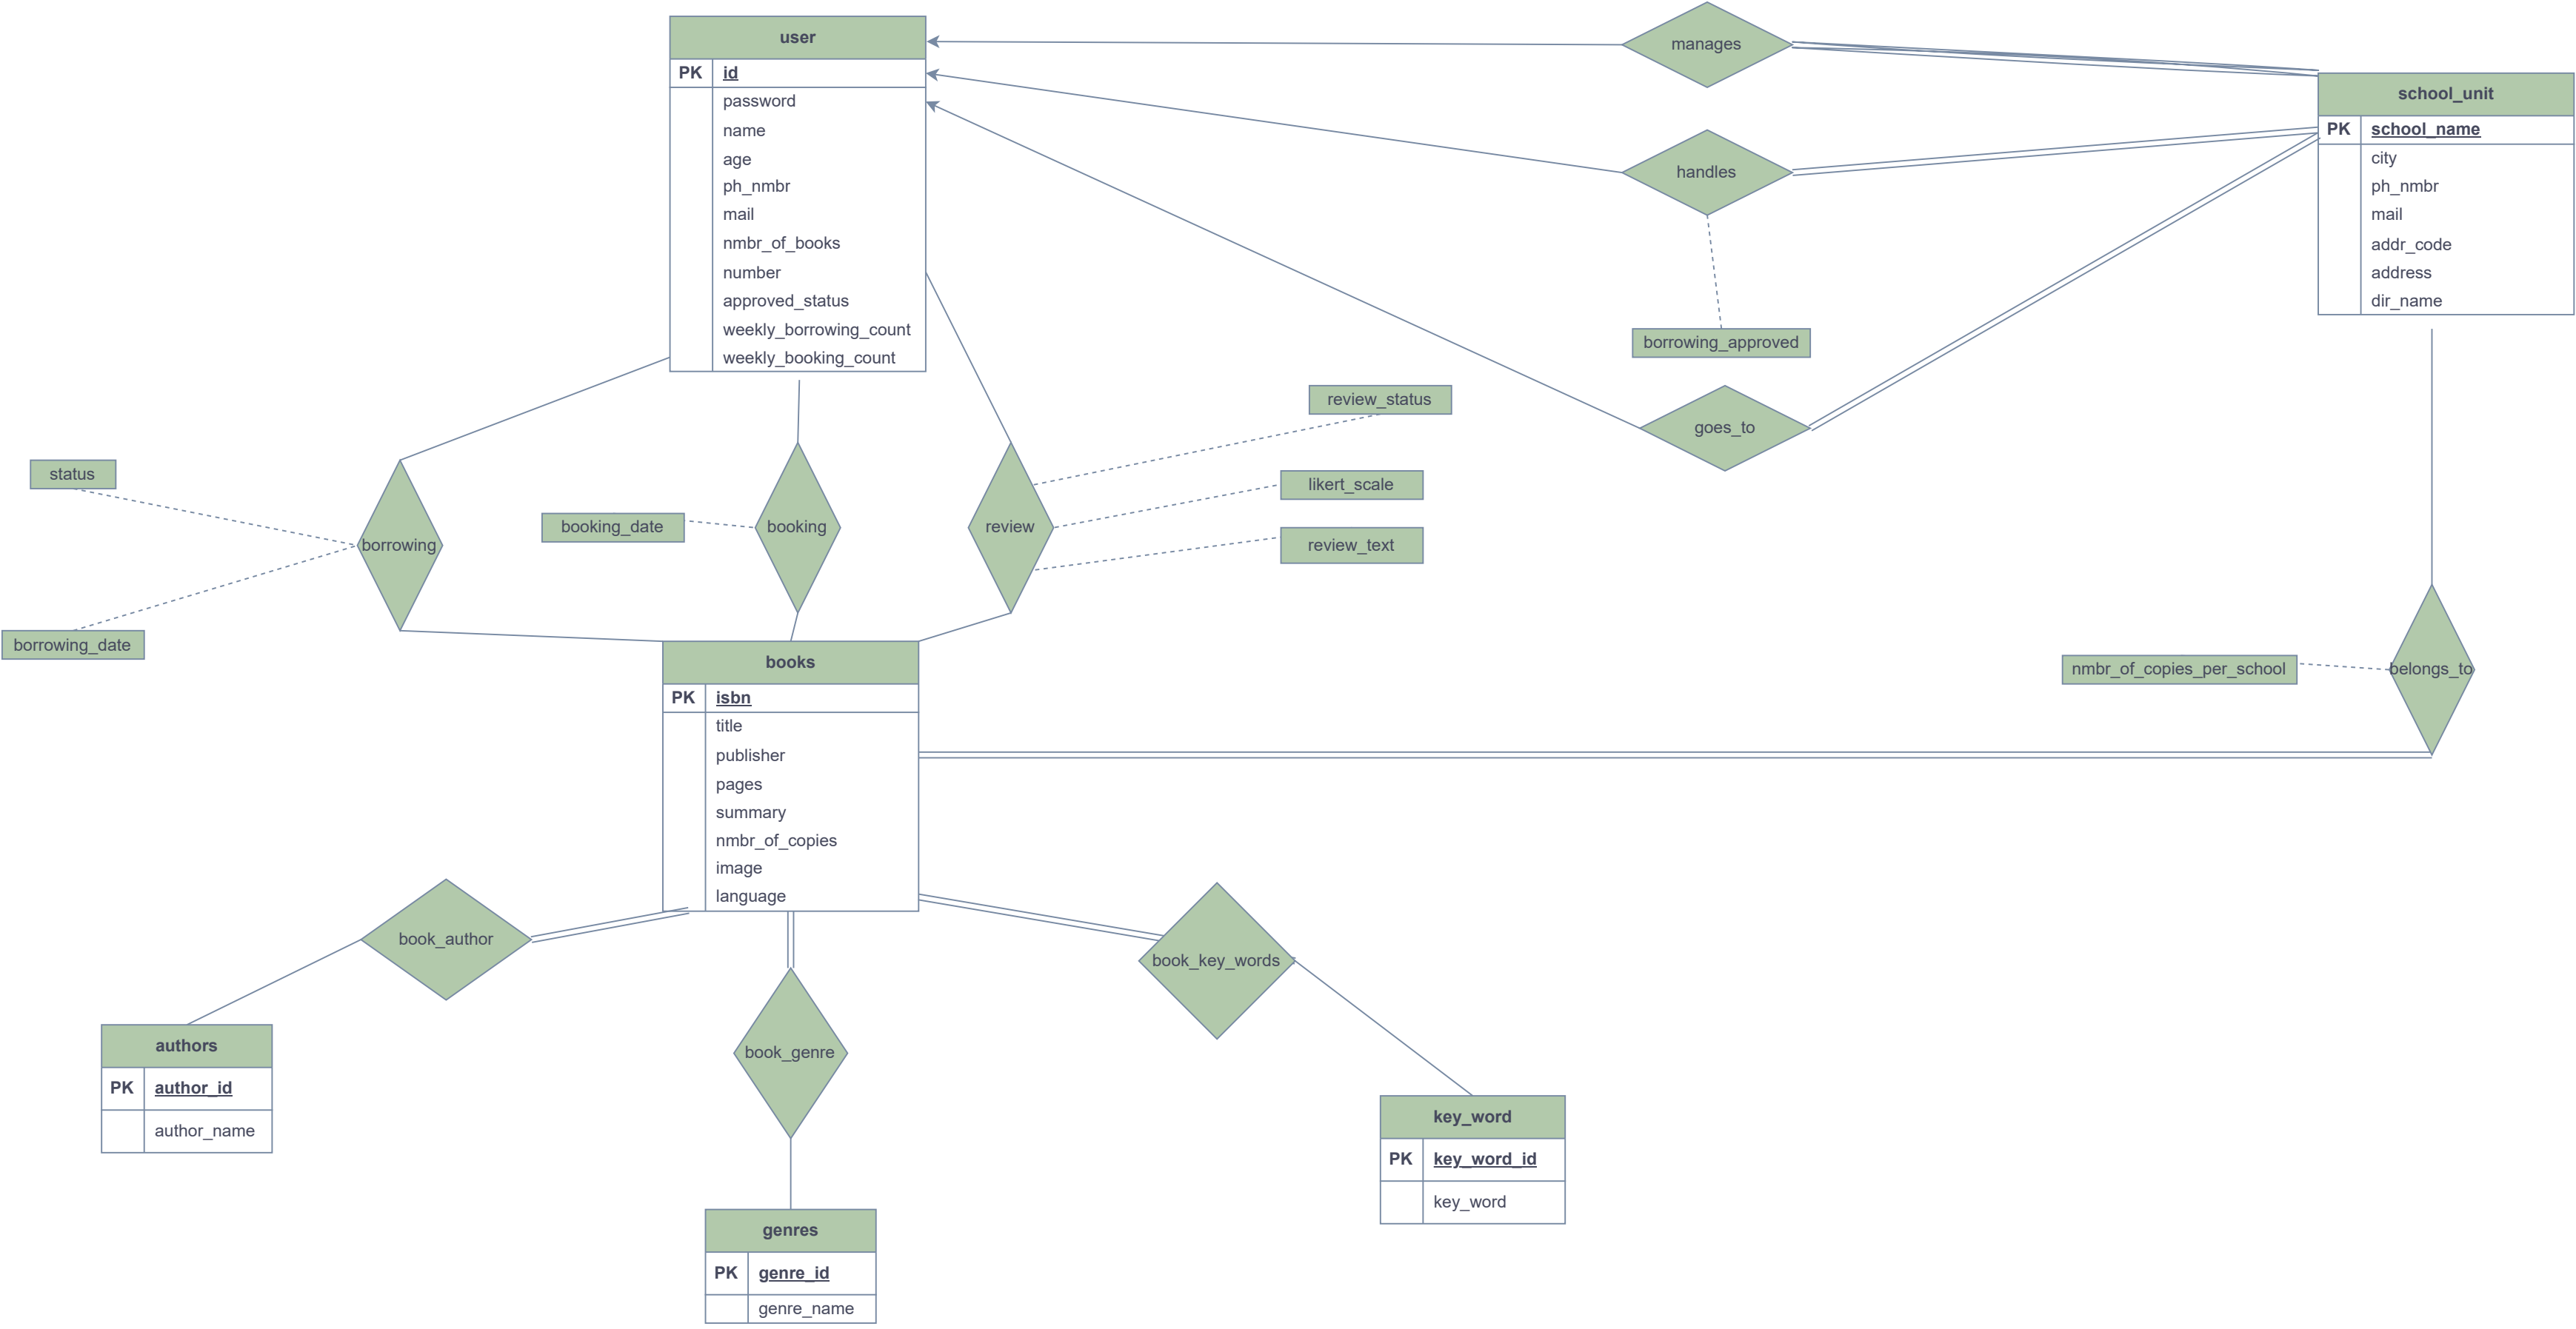 user
PK id
password
name
age
ph_nmbr
mail
nmbr_of_books
number
approved_status
weekly_borrowing_count
weekly_booking_count
manages
school_unit
PK school_name
city
ph_nmbr
mail
addr_code
address
dir_name
handles
borrowing_approved
goes_to
review_status
likert_scale
review_text
status
borrowing
borrowing_date
booking_date
booking
review
nmbr_of_copies_per_school
belongs_to
books
PK isbn
title
publisher
pages
summary
nmbr_of_copies
image
language
book_author
book_key_words
book_genre
authors
PK author_id
author_name
key_word
PK key_word_id
key_word
genres
PK genre_id
genre_name